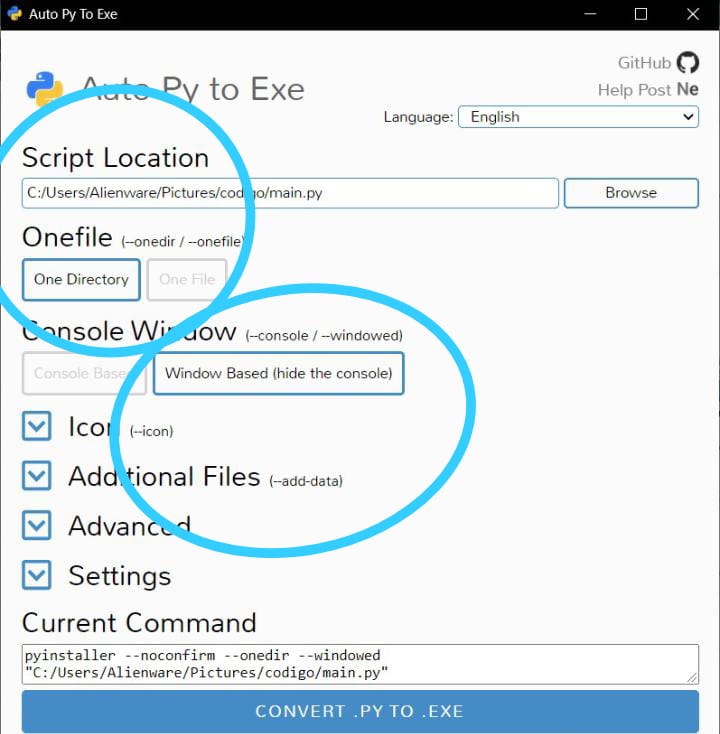 Auto Py To Exe
GitHub
Auto Py to Exe
Help Post Ne
Language: English
Script Location
C:/Users/Alienware/Pictures/codigo/main.py Browse
Onefile (--onedir / --onefile)
One Directory One File
Console Window (--console / --windowed)
Console Based Window Based (hide the console)
Icon (--icon)
Additional Files (--add-data)
Advanced
Settings
Current Command
pyinstaller --noconfirm --onedir --windowed
"C:/Users/Alienware/Pictures/codigo/main.py"
CONVERT .PY TO .EXE